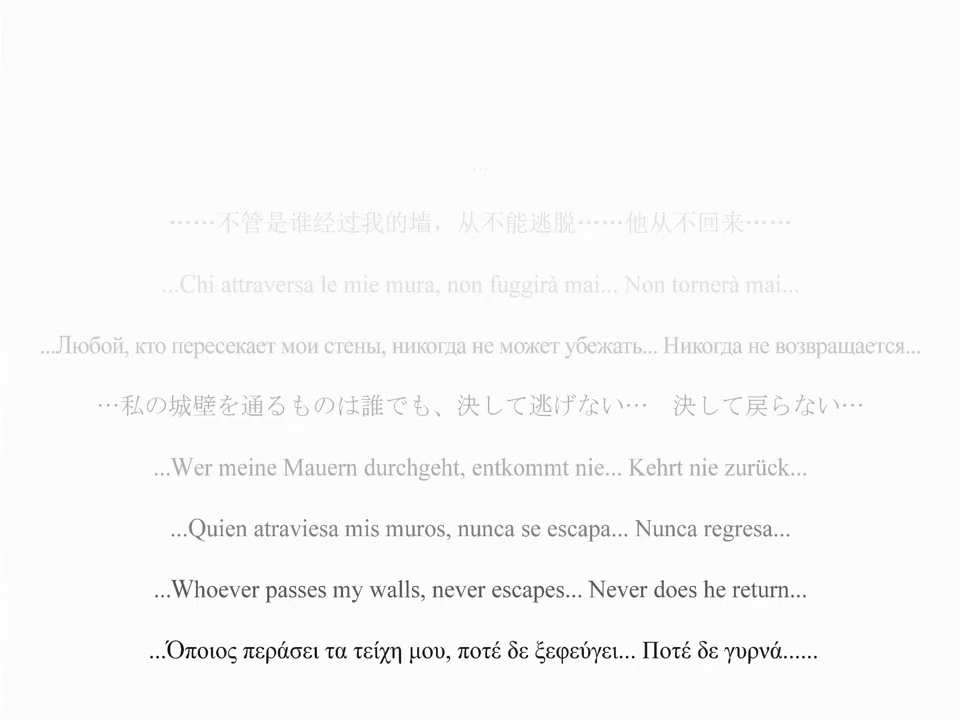 ...
……不管是谁经过我的墙，从不能逃脱……他从不回来……
...Chi attraversa le mie mura, non fuggirà mai... Non tornerà mai...
...Любой, кто пересекает мои стены, никогда не может убежать... Никогда не возвращается...
…私の城壁を通るものは誰でも、決して逃げない…　決して戻らない…
...Wer meine Mauern durchgeht, entkommt nie... Kehrt nie zurück...
...Quien atraviesa mis muros, nunca se escapa... Nunca regresa...
...Whoever passes my walls, never escapes... Never does he return...
...Όποιος περάσει τα τείχη μου, ποτέ δε ξεφεύγει... Ποτέ δε γυρνά......